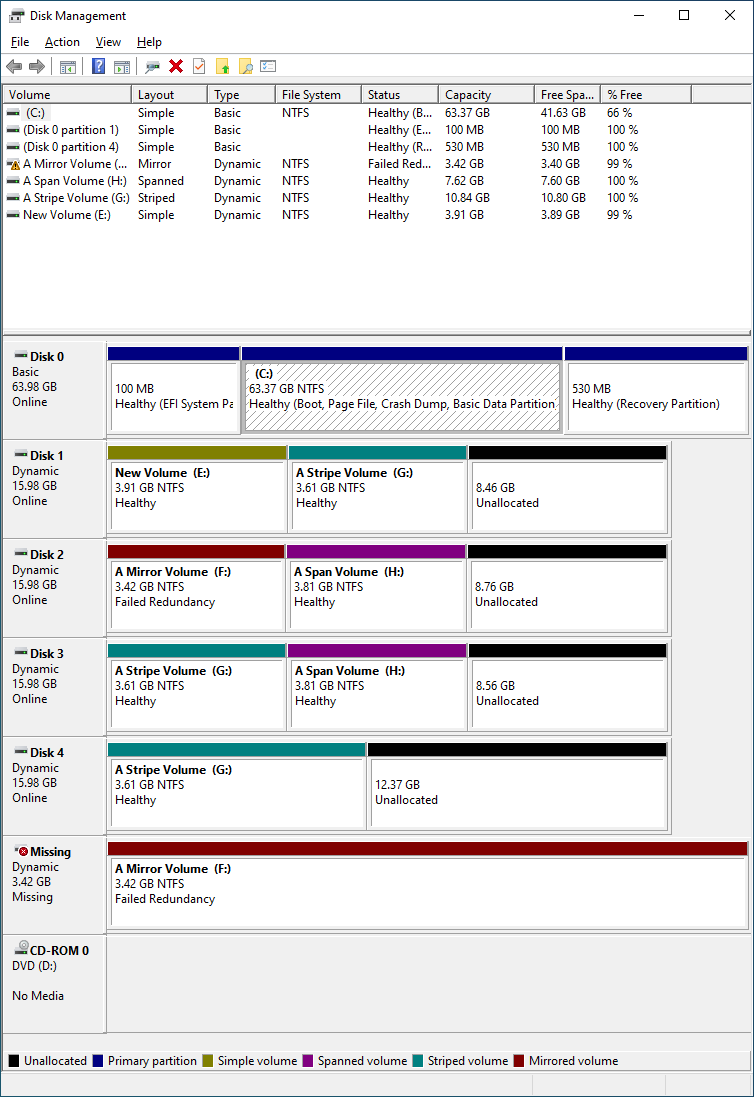 Disk Management
File Action View Help
Volume Layout Type File System Status Capacity Free Spa... % Free
(C:) Simple Basic NTFS Healthy (B... 63.37 GB 41.63 GB 66 %
(Disk 0 partition 1) Simple Basic Healthy (E... 100 MB 100 MB 100 %
(Disk 0 partition 4) Simple Basic Healthy (R... 530 MB 530 MB 100 %
A Mirror Volume (... Mirror Dynamic NTFS Failed Red... 3.42 GB 3.40 GB 99 %
A Span Volume (H:) Spanned Dynamic NTFS Healthy 7.62 GB 7.60 GB 100 %
A Stripe Volume (G:) Striped Dynamic NTFS Healthy 10.84 GB 10.80 GB 100 %
New Volume (E:) Simple Dynamic NTFS Healthy 3.91 GB 3.89 GB 99 %
Disk 0
Basic
63.98 GB
Online
100 MB
Healthy (EFI System Pa
(C:)
63.37 GB NTFS
Healthy (Boot, Page File, Crash Dump, Basic Data Partition
530 MB
Healthy (Recovery Partition)
Disk 1
Dynamic
15.98 GB
Online
New Volume (E:)
3.91 GB NTFS
Healthy
A Stripe Volume (G:)
3.61 GB NTFS
Healthy
8.46 GB
Unallocated
Disk 2
Dynamic
15.98 GB
Online
A Mirror Volume (F:)
3.42 GB NTFS
Failed Redundancy
A Span Volume (H:)
3.81 GB NTFS
Healthy
8.76 GB
Unallocated
Disk 3
Dynamic
15.98 GB
Online
A Stripe Volume (G:)
3.61 GB NTFS
Healthy
A Span Volume (H:)
3.81 GB NTFS
Healthy
8.56 GB
Unallocated
Disk 4
Dynamic
15.98 GB
Online
A Stripe Volume (G:)
3.61 GB NTFS
Healthy
12.37 GB
Unallocated
Missing
Dynamic
3.42 GB
Missing
A Mirror Volume (F:)
3.42 GB NTFS
Failed Redundancy
CD-ROM 0
DVD (D:)
No Media
Unallocated Primary partition Simple volume Spanned volume Striped volume Mirrored volume